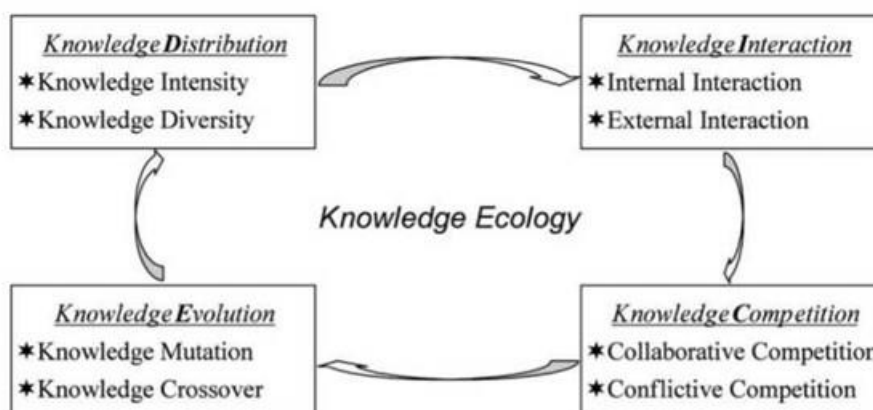 Knowledge Distribution
✶Knowledge Intensity
✶Knowledge Diversity
Knowledge Interaction
✶Internal Interaction
✶External Interaction
Knowledge Ecology
Knowledge Evolution
✶Knowledge Mutation
✶Knowledge Crossover
Knowledge Competition
✶Collaborative Competition
✶Conflictive Competition